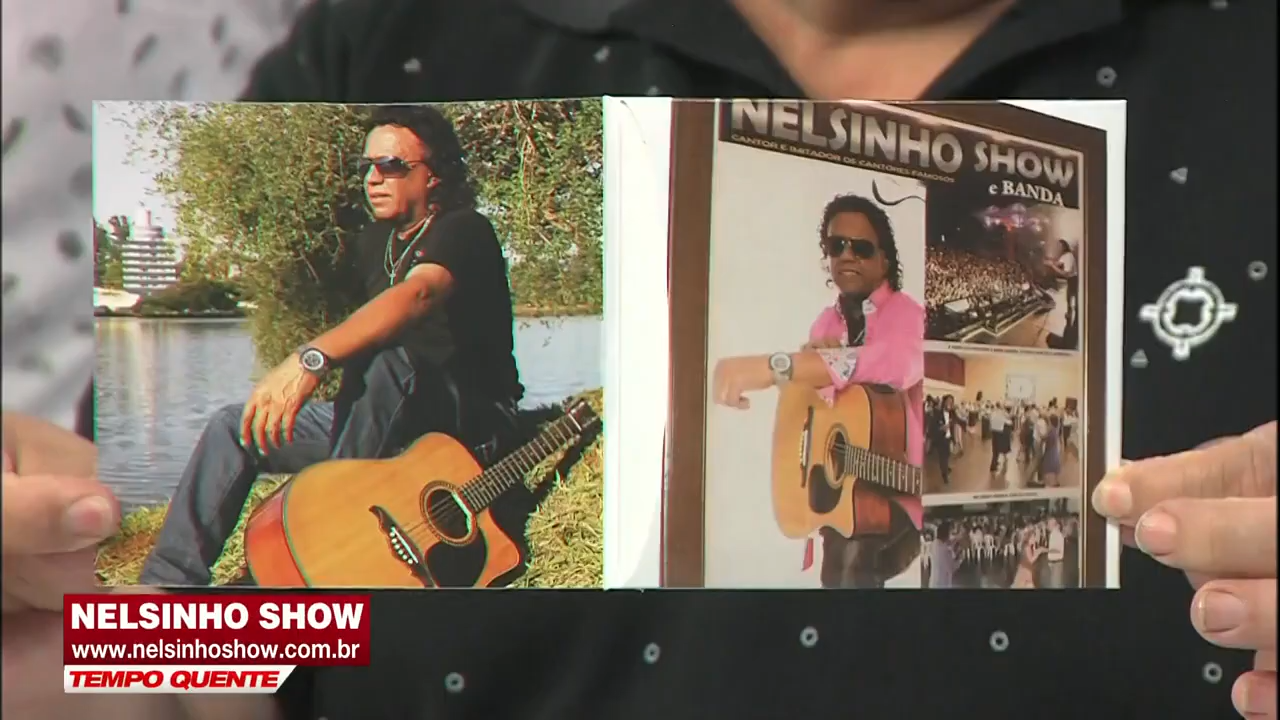 NELSINHO SHOW
CANTOR E IMITADOR DE CANTORES FAMOSOS
e BANDA
NELSINHO SHOW
www.nelsinhoshow.com.br
TEMPO QUENTE